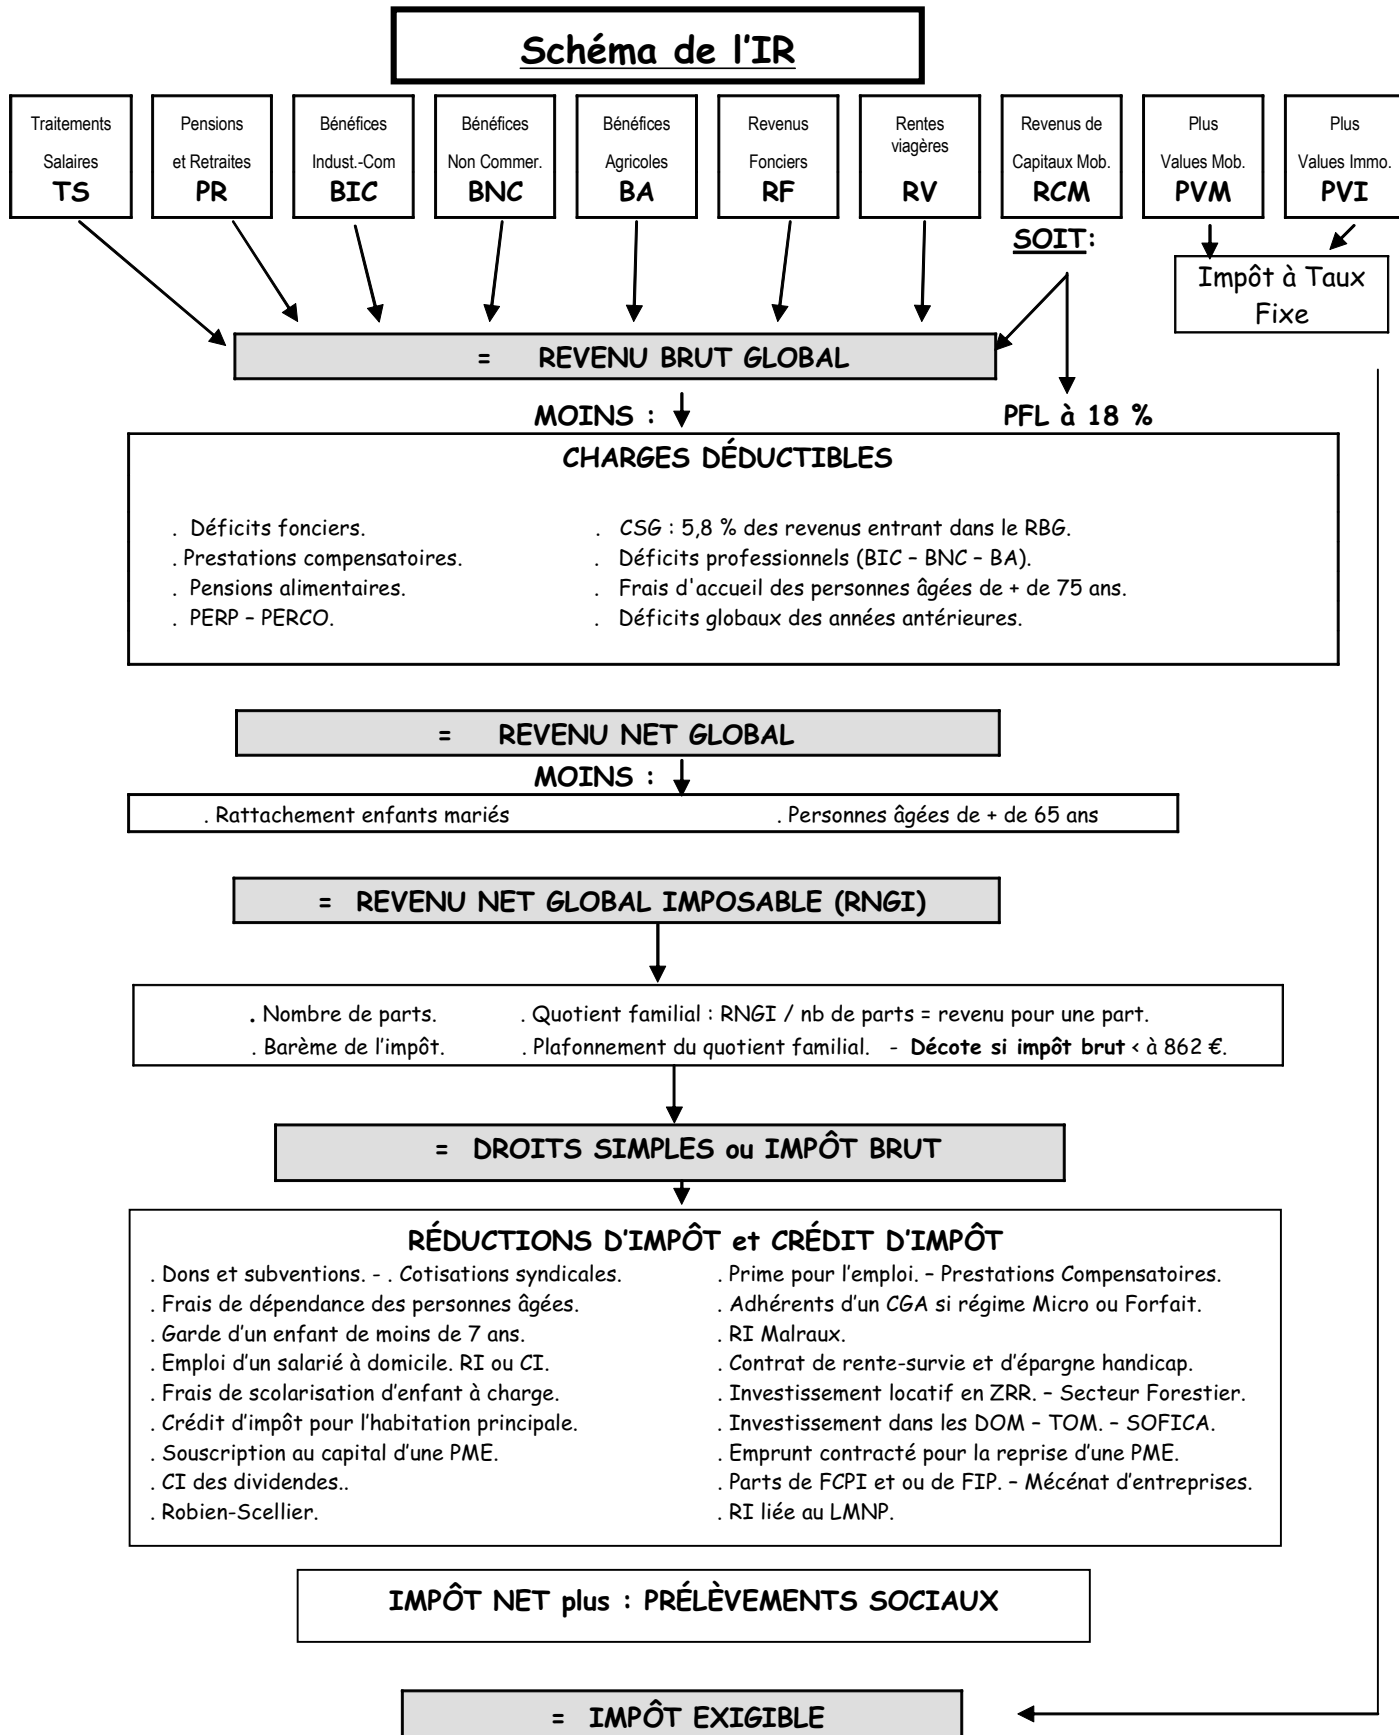 Schéma de l'IR
Traitements
Salaires
TS
Pensions
et Retraites
PR
Bénéfices
Indust.-Com
BIC
Bénéfices
Non Commer.
BNC
Bénéfices
Agricoles
BA
Revenus
Fonciers
RF
Rentes
viagères
RV
Revenus de
Capitaux Mob.
RCM
Plus
Values Mob.
PVM
Plus
Values Immo.
PVI
SOIT:
Impôt à Taux
Fixe
= REVENU BRUT GLOBAL
MOINS :
PFL à 18 %
CHARGES DÉDUCTIBLES
. Déficits fonciers.
. Prestations compensatoires.
. Pensions alimentaires.
. PERP – PERCO.
. CSG : 5,8 % des revenus entrant dans le RBG.
. Déficits professionnels (BIC – BNC – BA).
. Frais d'accueil des personnes âgées de + de 75 ans.
. Déficits globaux des années antérieures.
= REVENU NET GLOBAL
MOINS :
. Rattachement enfants mariés
. Personnes âgées de + de 65 ans
= REVENU NET GLOBAL IMPOSABLE (RNGI)
. Nombre de parts. . Quotient familial : RNGI / nb de parts = revenu pour une part.
. Barème de l'impôt. . Plafonnement du quotient familial. - Décote si impôt brut < à 862 €.
= DROITS SIMPLES ou IMPÔT BRUT
RÉDUCTIONS D'IMPÔT et CRÉDIT D'IMPÔT
. Dons et subventions. - . Cotisations syndicales.
. Frais de dépendance des personnes âgées.
. Garde d'un enfant de moins de 7 ans.
. Emploi d'un salarié à domicile. RI ou CI.
. Frais de scolarisation d'enfant à charge.
. Crédit d'impôt pour l'habitation principale.
. Souscription au capital d'une PME.
. CI des dividendes..
. Robien-Scellier.
. Prime pour l'emploi. – Prestations Compensatoires.
. Adhérents d'un CGA si régime Micro ou Forfait.
. RI Malraux.
. Contrat de rente-survie et d'épargne handicap.
. Investissement locatif en ZRR. – Secteur Forestier.
. Investissement dans les DOM – TOM. – SOFICA.
. Emprunt contracté pour la reprise d'une PME.
. Parts de FCPI et ou de FIP. – Mécénat d'entreprises.
. RI liée au LMNP.
IMPÔT NET plus : PRÉLÈVEMENTS SOCIAUX
= IMPÔT EXIGIBLE